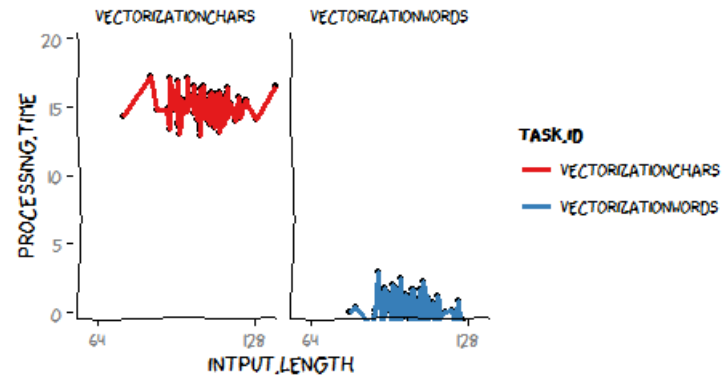 VECTORIZATIONCHARS VECTORIZATIONWORDS
20
15
10
5
0
PROCESSING.TIME
64 128 64 128
INTPUT.LENGTH
TASK.ID
VECTORIZATIONCHARS
VECTORIZATIONWORDS